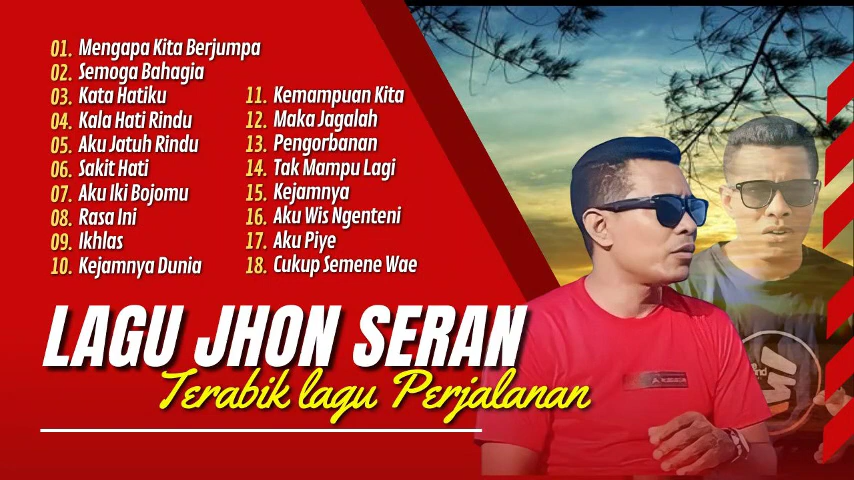 01. Mengapa Kita Berjumpa
02. Semoga Bahagia
03. Kata Hatiku
04. Kala Hati Rindu
05. Aku Jatuh Rindu
06. Sakit Hati
07. Aku Iki Bojomu
08. Rasa Ini
09. Ikhlas
10. Kejamnya Dunia
11. Kemampuan Kita
12. Maka Jagalah
13. Pengorbanan
14. Tak Mampu Lagi
15. Kejamnya
16. Aku Wis Ngenteni
17. Aku Piye
18. Cukup Semene Wae
LAGU JHON SERAN
Terabik lagu Perjalanan